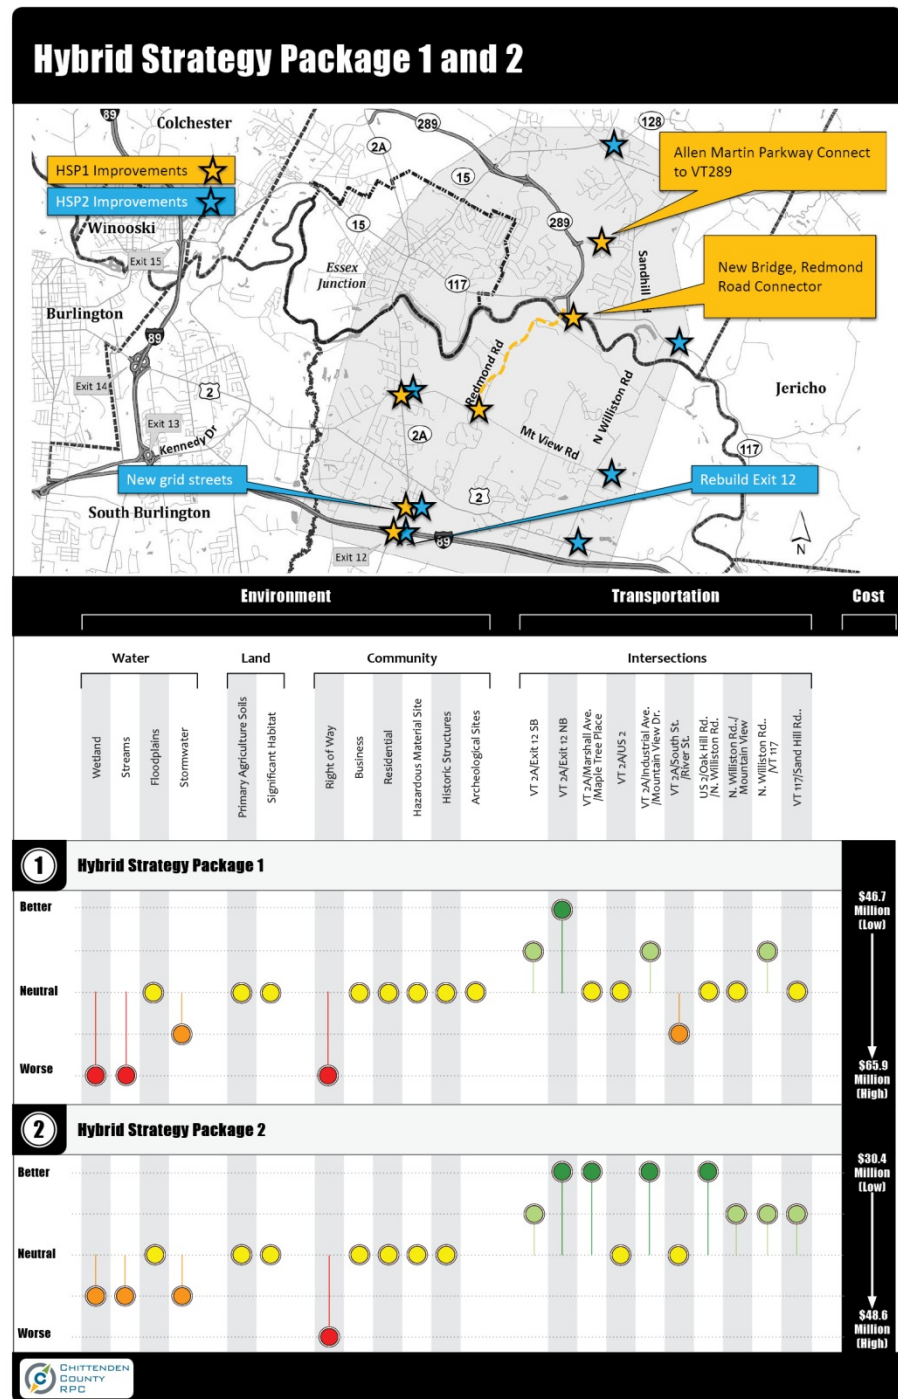 Hybrid Strategy Package 1 and 2
89
Colchester
289
128
2A
Allen Martin Parkway Connect
to VT289
HSP1 Improvements
HSP2 Improvements
15
Winooski
15
289
Exit 15
Essex
Junction
Sandhill
New Bridge, Redmond
Road Connector
117
Burlington
89
Exit 14
2
Redmond Rd
N Williston Rd
Jericho
Exit 13
Kennedy Dr
2A
Mt View Rd
117
New grid streets
2
Rebuild Exit 12
South Burlington
89
Exit 12
N
Environment
Transportation
Cost
Water
Land
Community
Intersections
Wetland
Streams
Floodplains
Stormwater
Primary Agriculture Soils
Significant Habitat
Right of Way
Business
Residential
Hazardous Material Site
Historic Structures
Archeological Sites
VT 2A/Exit 12 SB
VT 2A/Exit 12 NB
VT 2A/Marshall Ave.
/Maple Tree Place
VT 2A/US 2
VT 2A/Industrial Ave.
/Mountain View Dr.
VT 2A/South St.
/River St.
US 2/Oak Hill Rd.
/N. Williston Rd.
N. Williston Rd./
Mountain View
N. Williston Rd..
/VT 117
VT 117/Sand Hill Rd..
1
Hybrid Strategy Package 1
Better
Neutral
Worse
$46.7
Million
(Low)
$65.9
Million
(High)
2
Hybrid Strategy Package 2
Better
Neutral
Worse
$30.4
Million
(Low)
$48.6
Million
(High)
C
CHITTENDEN
COUNTY
RPC